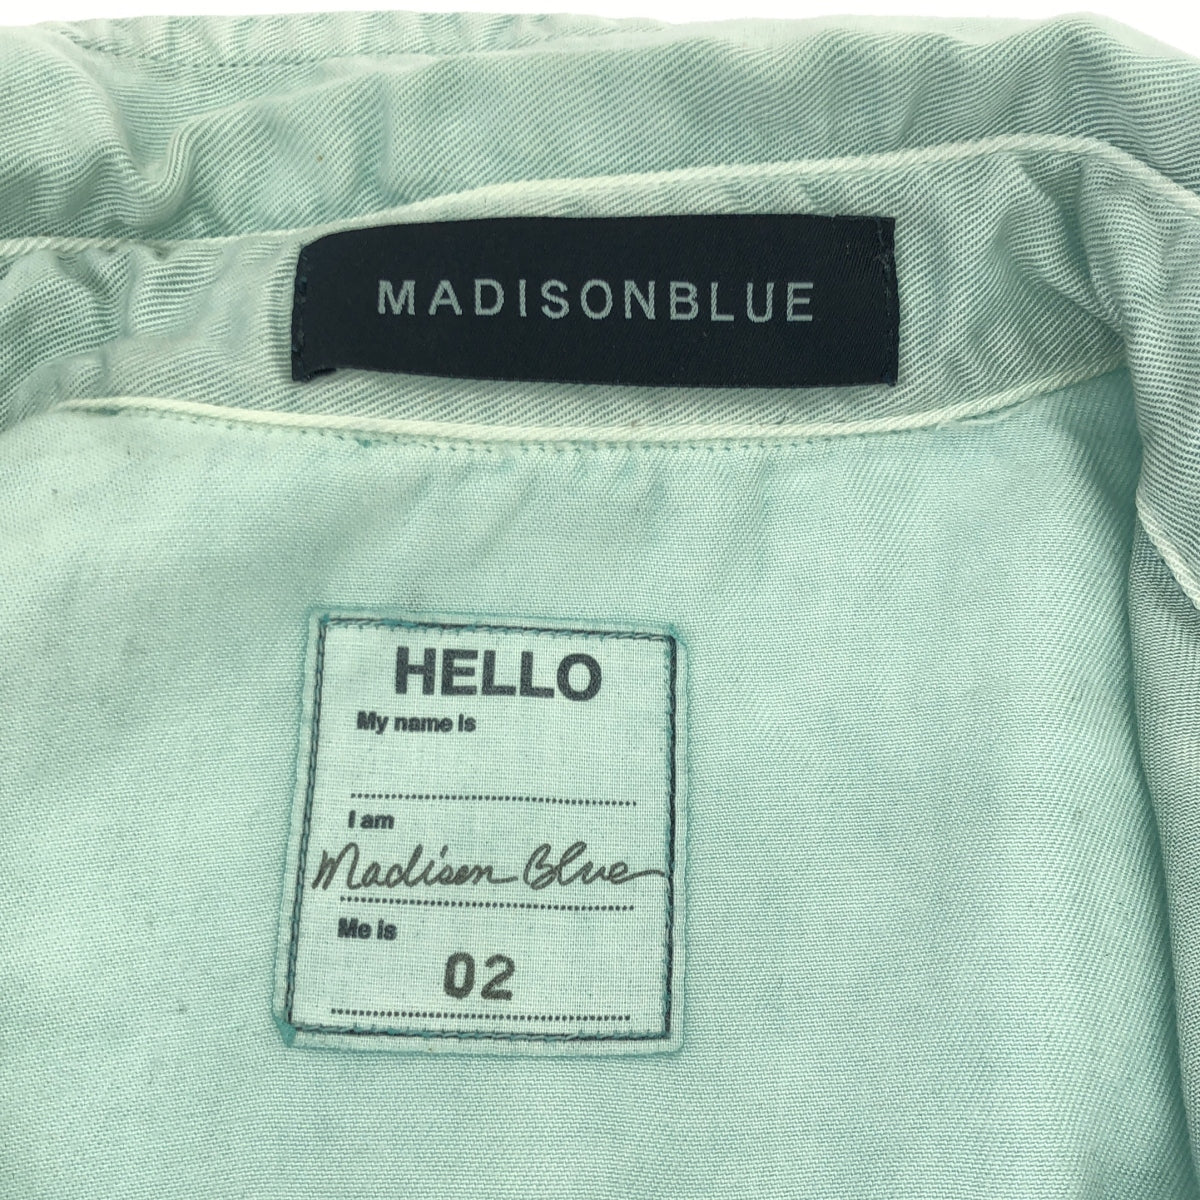 MADISONBLUE
HELLO
My name is
I am
Madison Blue
Me is
02